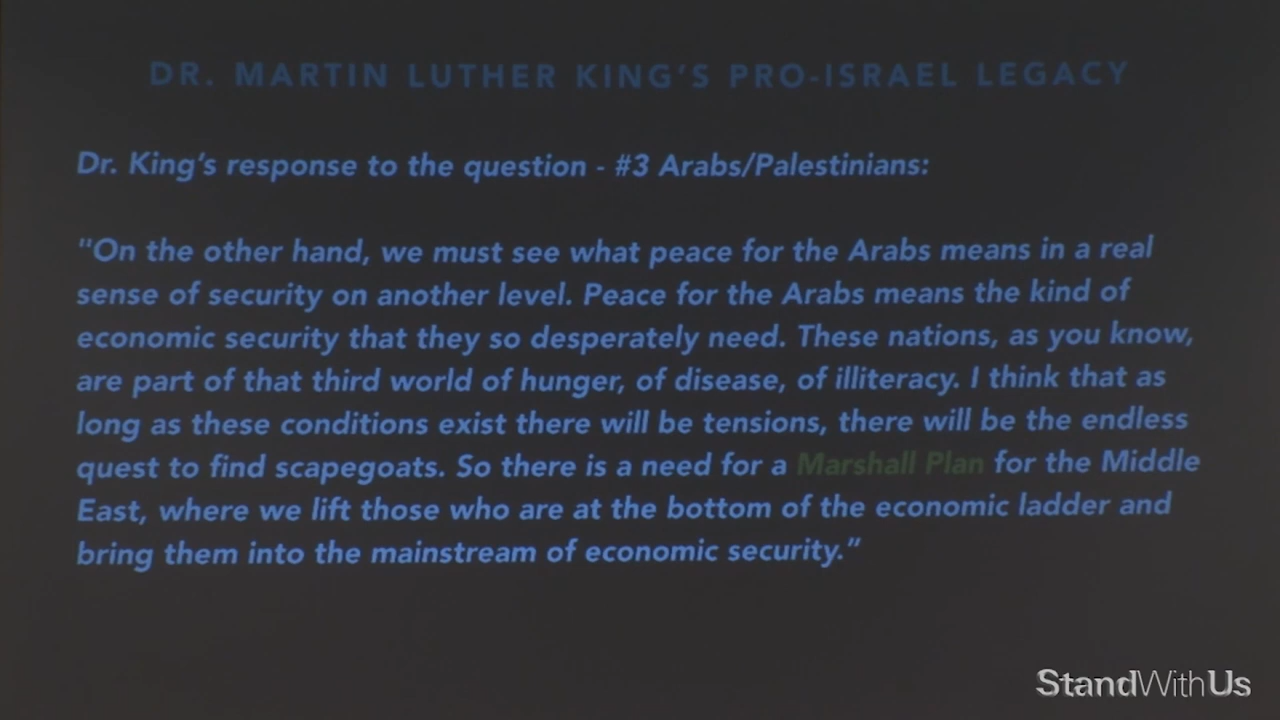 DR. MARTIN LUTHER KING'S PRO-ISRAEL LEGACY
Dr. King's response to the question - #3 Arabs/Palestinians:
"On the other hand, we must see what peace for the Arabs means in a real
sense of security on another level. Peace for the Arabs means the kind of
economic security that they so desperately need. These nations, as you know,
are part of that third world of hunger, of disease, of illiteracy. I think that as
long as these conditions exist there will be tensions, there will be the endless
quest to find scapegoats. So there is a need for a Marshall Plan for the Middle
East, where we lift those who are at the bottom of the economic ladder and
bring them into the mainstream of economic security."
StandWithUs